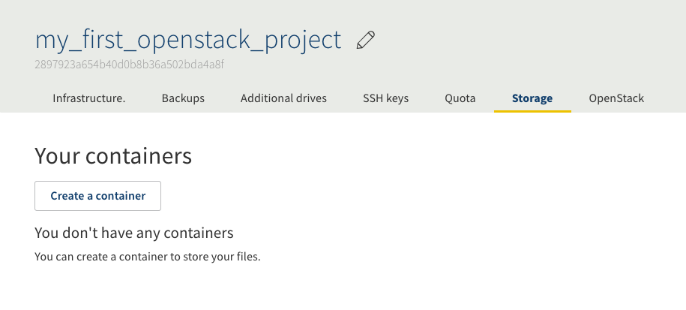 my_first_openstack_project
2897923a654b40d0b8b36a502bda4a8f
Infrastructure. Backups Additional drives SSH keys Quota Storage OpenStack
Your containers
Create a container
You don't have any containers
You can create a container to store your files.